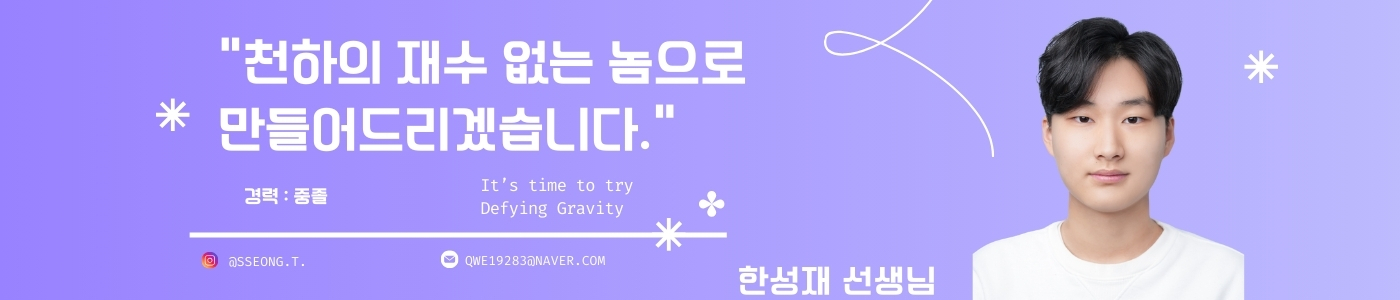 "천하의 재수 없는 놈으로
만들어드리겠습니다."
경력 : 중졸
It's time to try
Defying Gravity
@SSEONG.T.
QWE19283@NAVER.COM
한성재 선생님